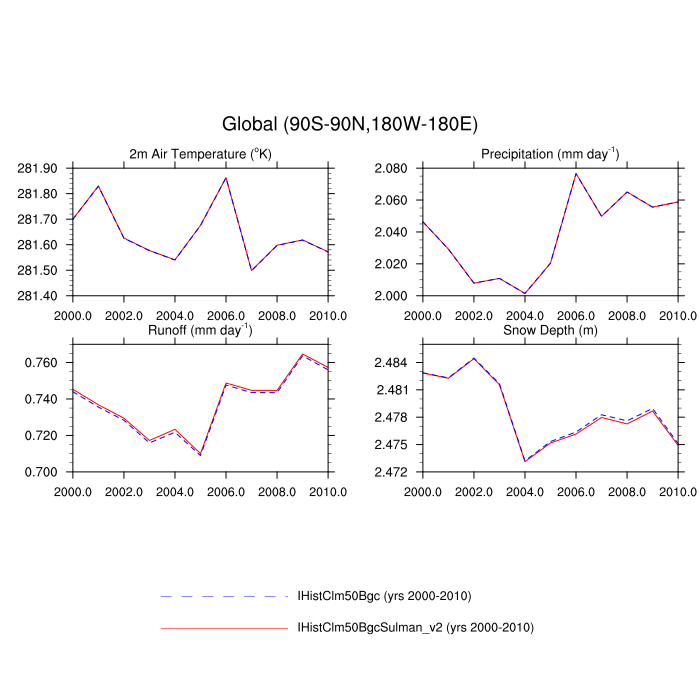 Global (90S-90N,180W-180E)
2m Air Temperature (°K)
281.90
281.80
281.70
281.60
281.50
281.40
2000.0 2002.0 2004.0 2006.0 2008.0 2010.0
Precipitation (mm day⁻¹)
2.080
2.060
2.040
2.020
2.000
2000.0 2002.0 2004.0 2006.0 2008.0 2010.0
Runoff (mm day⁻¹)
0.760
0.740
0.720
0.700
2000.0 2002.0 2004.0 2006.0 2008.0 2010.0
Snow Depth (m)
2.484
2.481
2.478
2.475
2.472
2000.0 2002.0 2004.0 2006.0 2008.0 2010.0
IHistClm50Bgc (yrs 2000-2010)
IHistClm50BgcSulman_v2 (yrs 2000-2010)